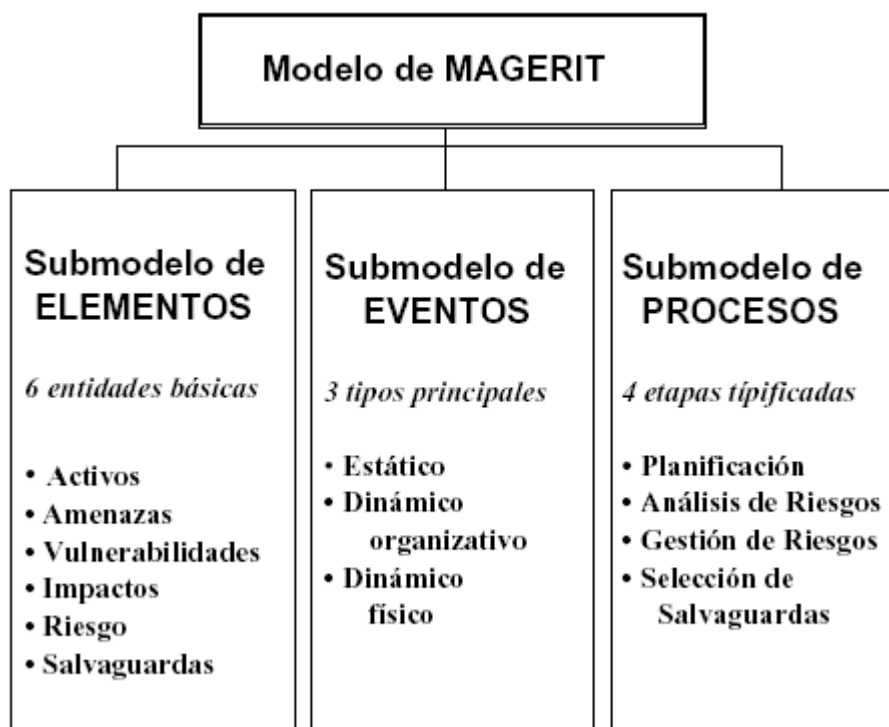 Modelo de MAGERIT
Submodelo de
ELEMENTOS
6 entidades básicas
• Activos
• Amenazas
• Vulnerabilidades
• Impactos
• Riesgo
• Salvaguardas
Submodelo de
EVENTOS
3 tipos principales
• Estático
• Dinámico
organizativo
• Dinámico
físico
Submodelo de
PROCESOS
4 etapas típificadas
• Planificación
• Análisis de Riesgos
• Gestión de Riesgos
• Selección de
Salvaguardas